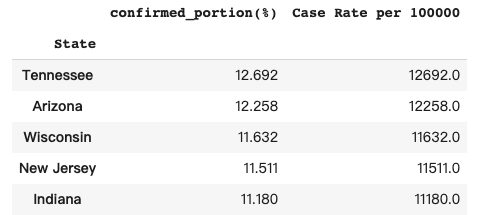 confirmed_portion(%) Case Rate per 100000
State
Tennessee 12.692 12692.0
Arizona 12.258 12258.0
Wisconsin 11.632 11632.0
New Jersey 11.511 11511.0
Indiana 11.180 11180.0